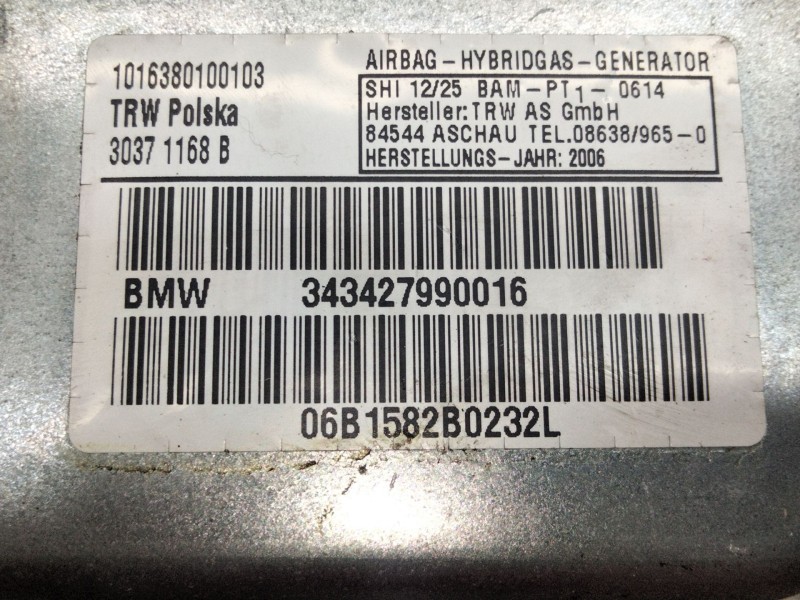 1016380100103
TRW Polska
3037 1168 B
AIRBAG-HYBRIDGAS-GENERATOR
SHI 12/25 BAM-PT1-0614
Hersteller: TRW AS GmbH
84544 ASCHAU TEL.08638/965-0
HERSTELLUNGS-JAHR: 2006
BMW 343427990016
06B1582B0232L